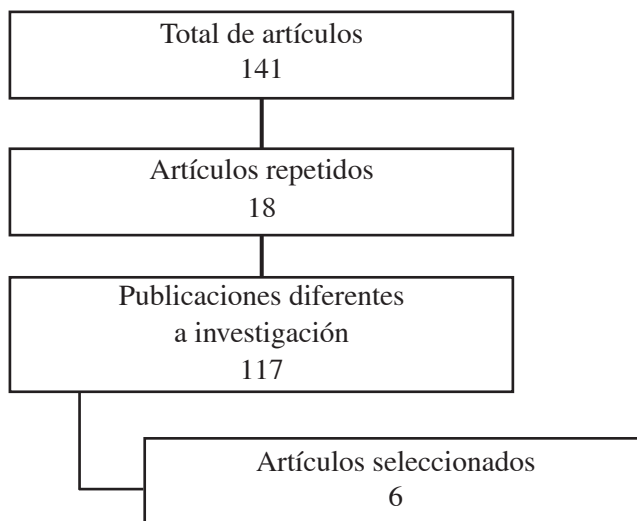 Total de artículos
141
Artículos repetidos
18
Publicaciones diferentes
a investigación
117
Artículos seleccionados
6